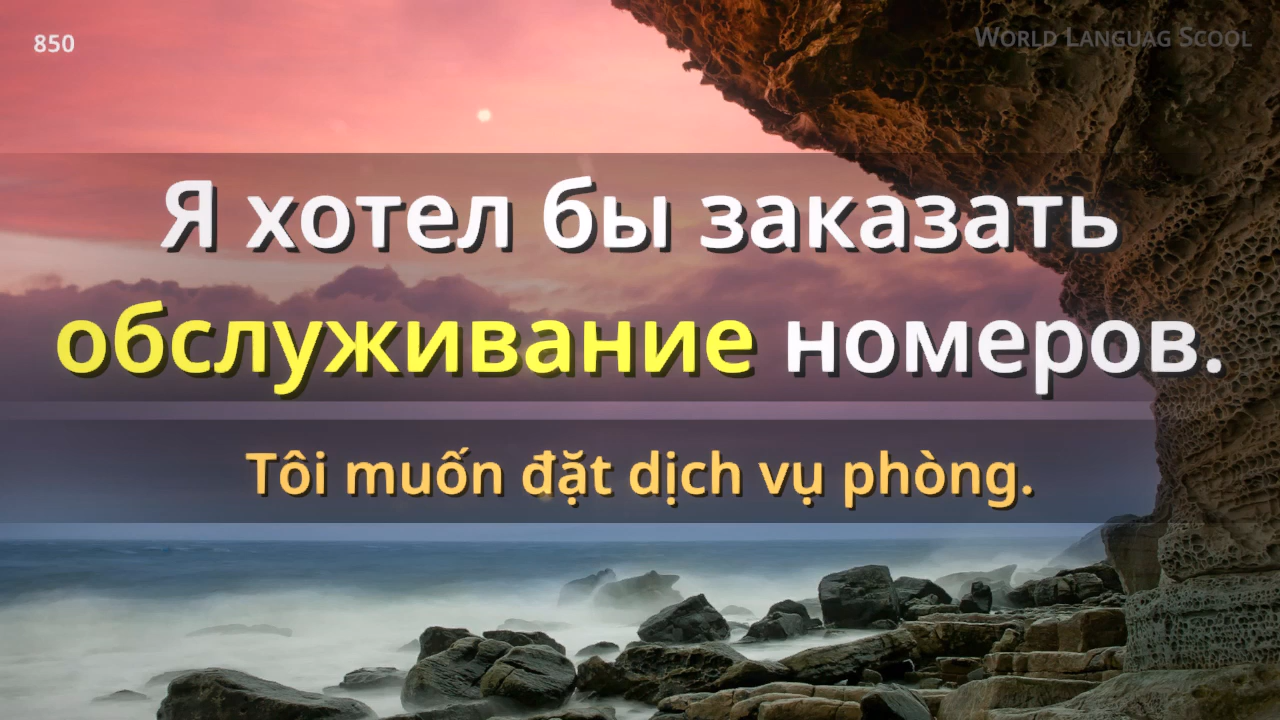 850
World Languag Scool
Я хотел бы заказать
обслуживание номеров.
Tôi muốn đặt dịch vụ phòng.